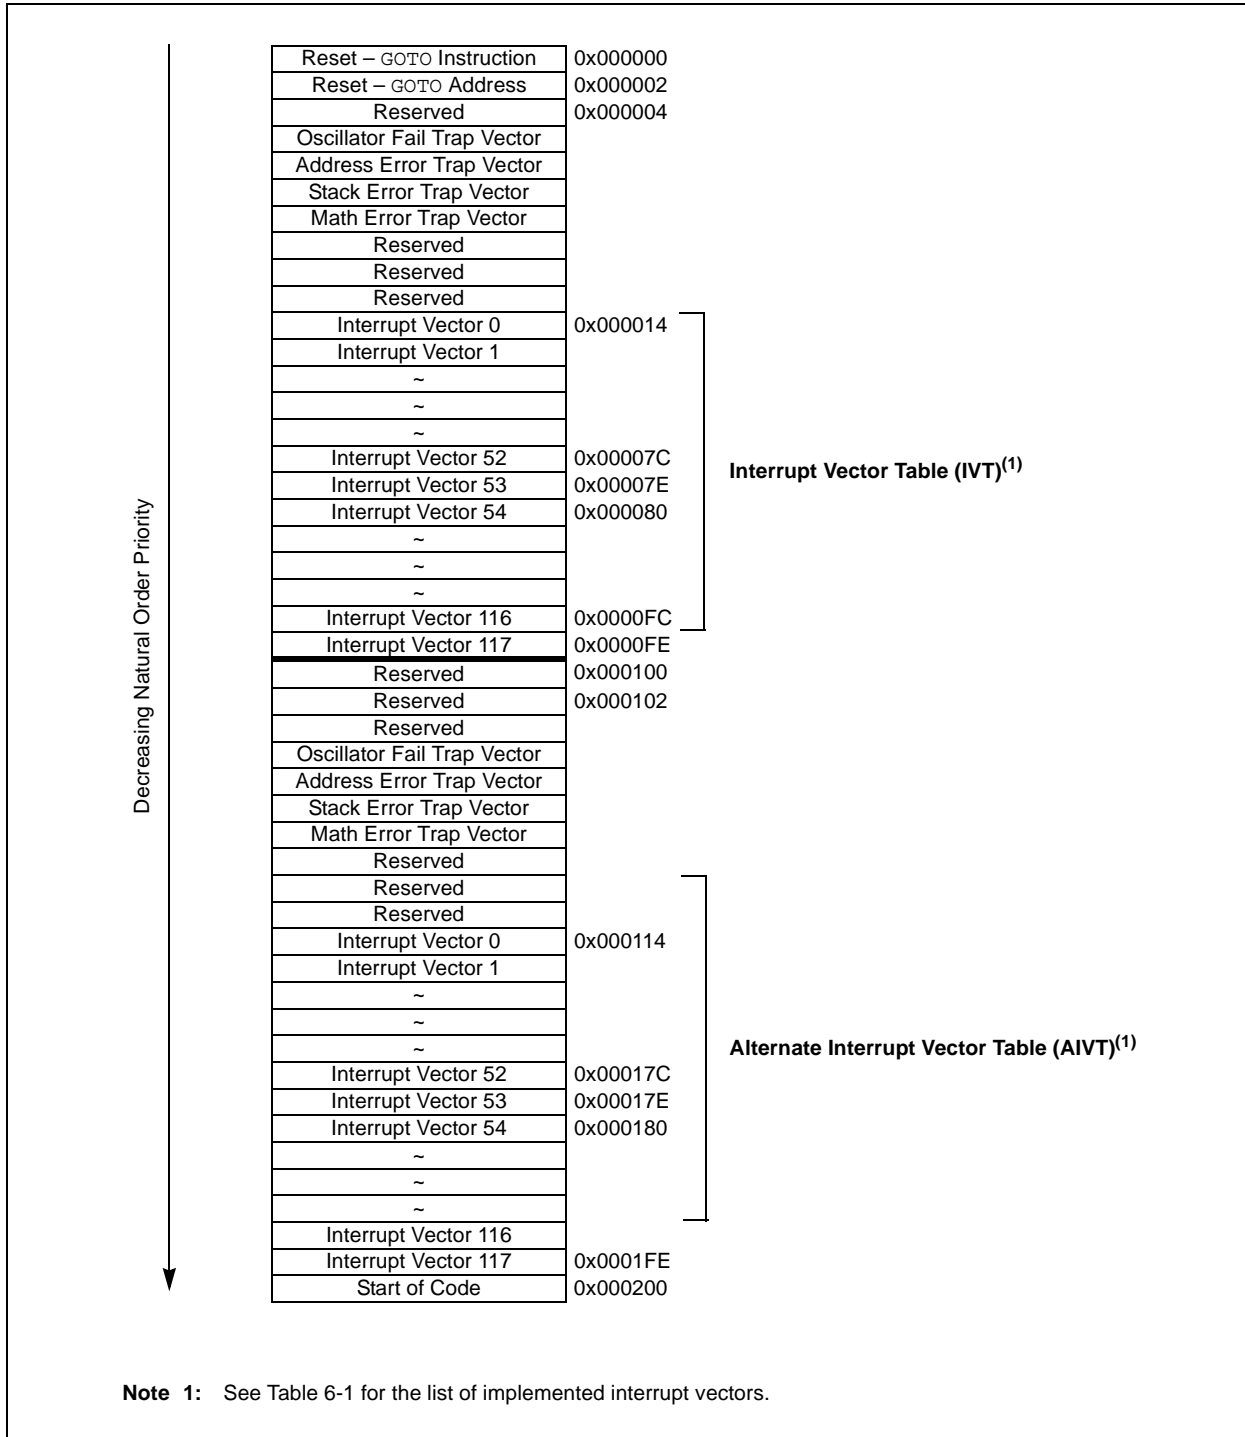 Reset – GOTO Instruction 0x000000
Reset – GOTO Address 0x000002
Reserved 0x000004
Oscillator Fail Trap Vector
Address Error Trap Vector
Stack Error Trap Vector
Math Error Trap Vector
Reserved
Reserved
Reserved
Interrupt Vector 0 0x000014
Interrupt Vector 1
~
~
~
Interrupt Vector 52 0x00007C
Interrupt Vector Table (IVT)(1)
Interrupt Vector 53 0x00007E
Interrupt Vector 54 0x000080
~
~
~
Interrupt Vector 116 0x0000FC
Interrupt Vector 117 0x0000FE
Decreasing Natural Order Priority
Reserved 0x000100
Reserved 0x000102
Reserved
Oscillator Fail Trap Vector
Address Error Trap Vector
Stack Error Trap Vector
Math Error Trap Vector
Reserved
Reserved
Reserved
Interrupt Vector 0 0x000114
Interrupt Vector 1
~
~
~
Alternate Interrupt Vector Table (AIVT)(1)
Interrupt Vector 52 0x00017C
Interrupt Vector 53 0x00017E
Interrupt Vector 54 0x000180
~
~
~
Interrupt Vector 116
Interrupt Vector 117 0x0001FE
Start of Code 0x000200
Note 1: See Table 6-1 for the list of implemented interrupt vectors.